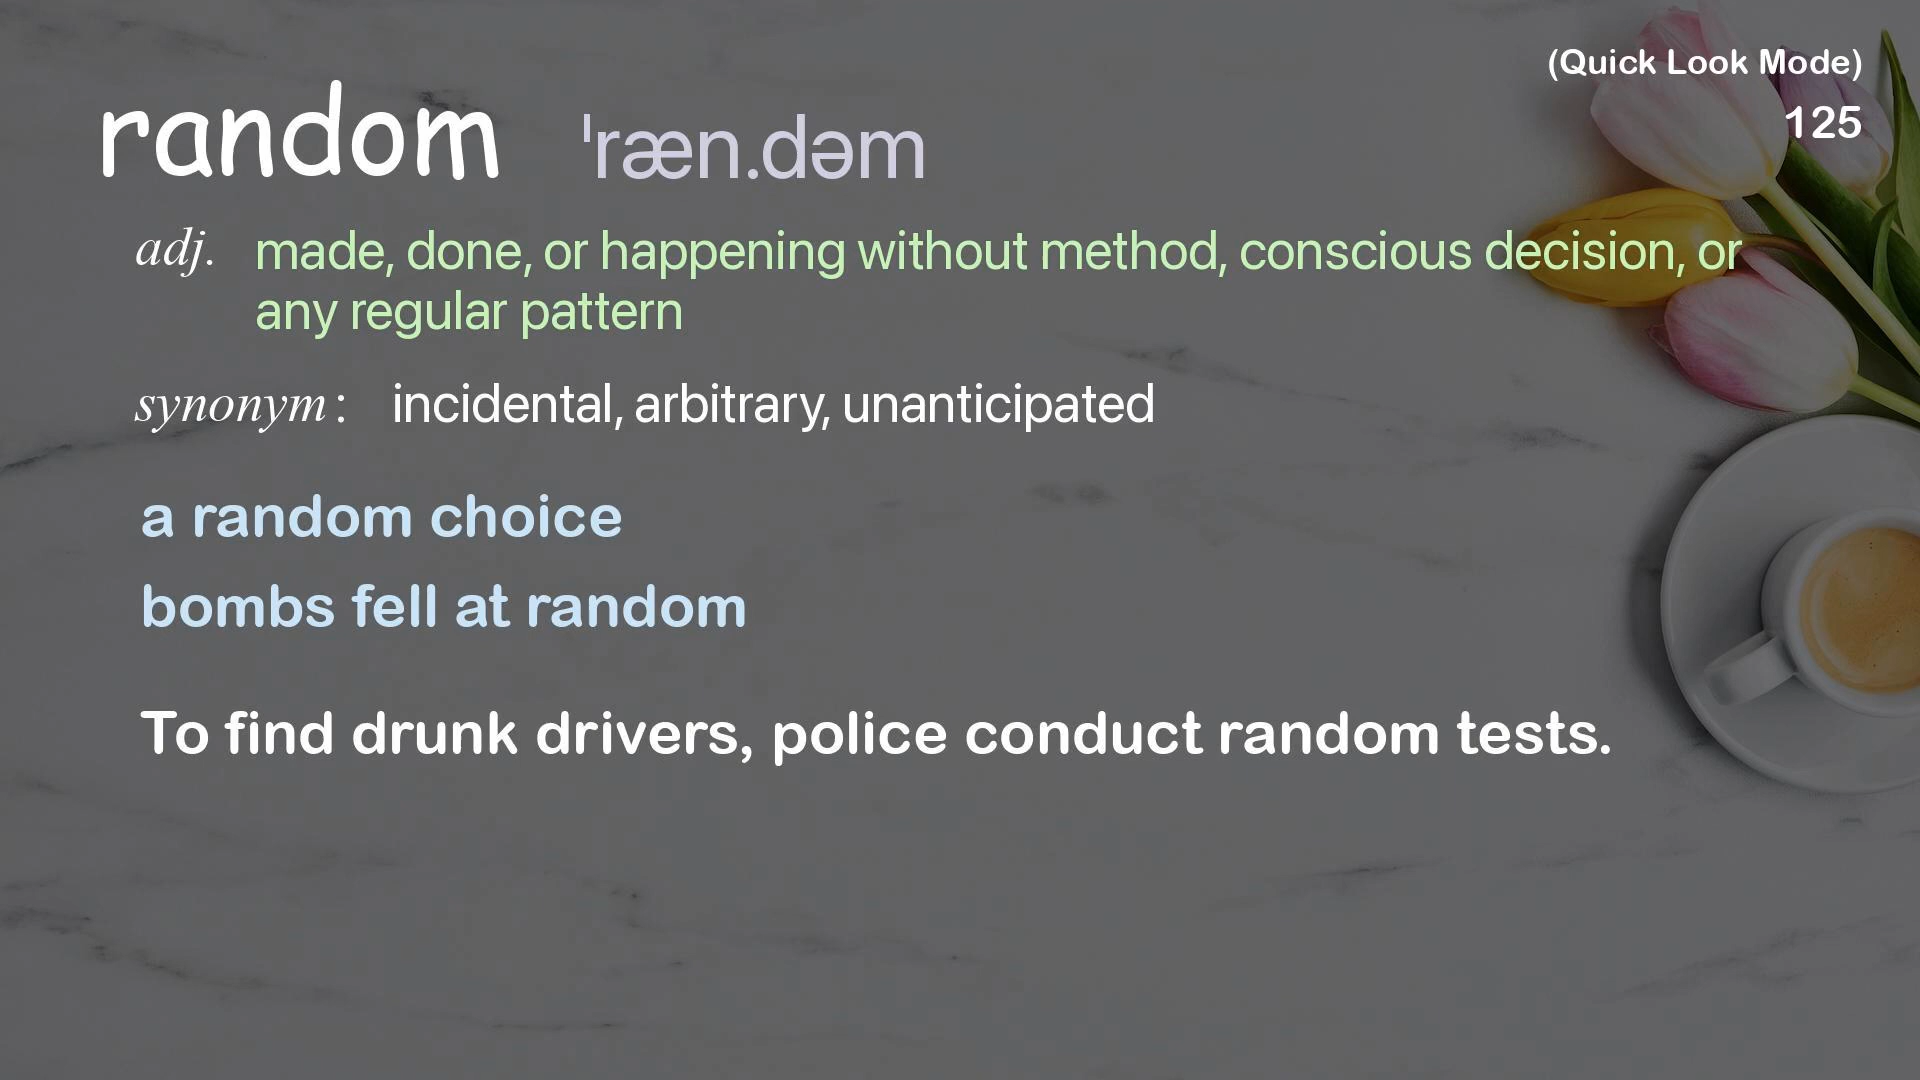 (Quick Look Mode)
125
random ˈræn.dəm
adj. made, done, or happening without method, conscious decision, or
any regular pattern
synonym: incidental, arbitrary, unanticipated
a random choice
bombs fell at random
To find drunk drivers, police conduct random tests.